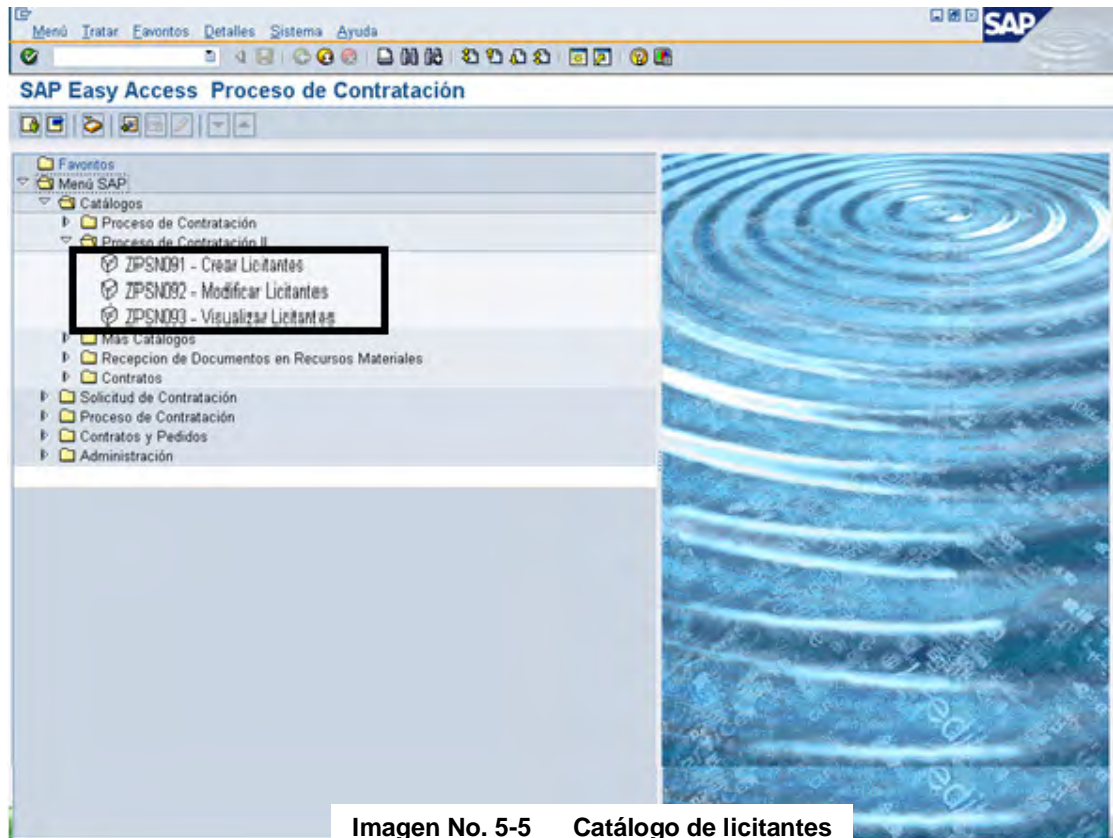 Menú Tratar Favoritos Detalles Sistema Ayuda
SAP
SAP Easy Access Proceso de Contratación
Favoritos
Menú SAP
Catálogos
Proceso de Contratación
Proceso de Contratación II
ZPSN091 - Crear Licitantes
ZPSN092 - Modificar Licitantes
ZPSN093 - Visualizar Licitantes
Mas Catalogos
Recepcion de Documentos en Recursos Materiales
Contratos
Solicitud de Contratación
Proceso de Contratación
Contratos y Pedidos
Administración
Imagen No. 5-5 Catálogo de licitantes